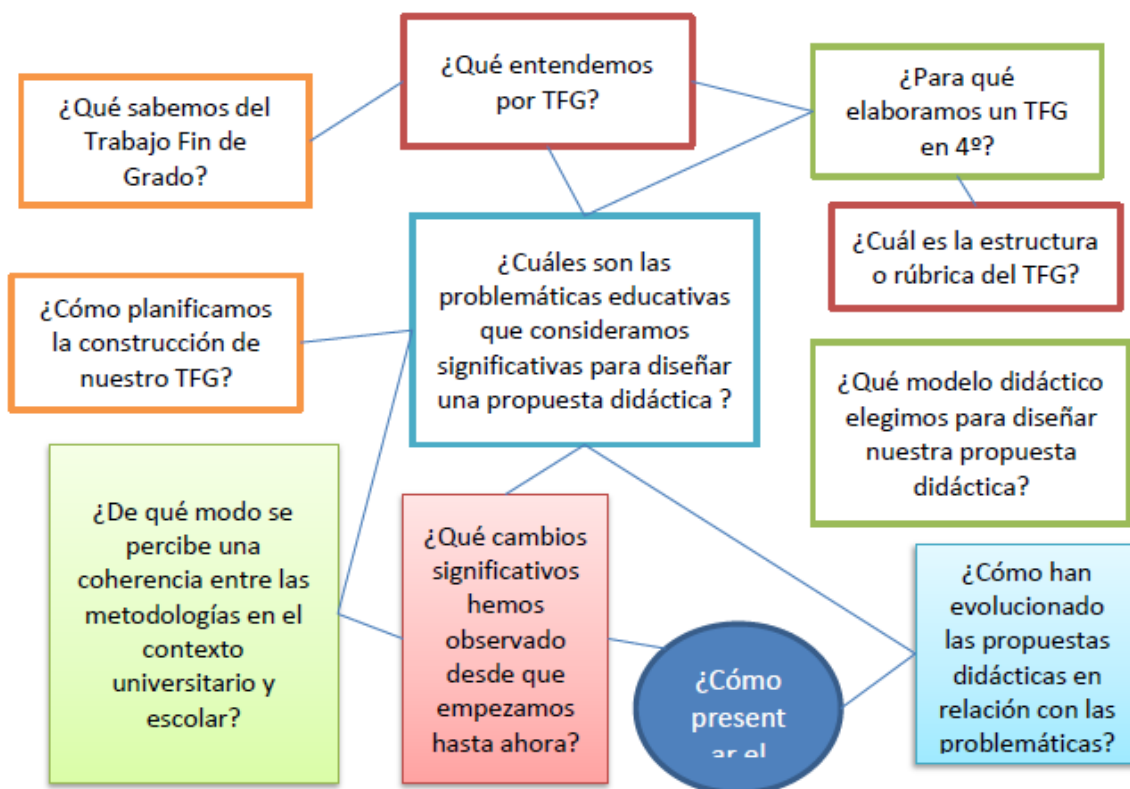 ¿Qué sabemos del
Trabajo Fin de
Grado?
¿Qué entendemos
por TFG?
¿Para qué
elaboramos un TFG
en 4º?
¿Cuál es la estructura
o rúbrica del TFG?
¿Cómo planificamos
la construcción de
nuestro TFG?
¿Cuáles son las
problemáticas educativas
que consideramos
significativas para diseñar
una propuesta didáctica ?
¿Qué modelo didáctico
elegimos para diseñar
nuestra propuesta
didáctica?
¿De qué modo se
percibe una
coherencia entre las
metodologías en el
contexto
universitario y
escolar?
¿Qué cambios
significativos
hemos
observado
desde que
empezamos
hasta ahora?
¿Cómo
present
ar el
¿Cómo han
evolucionado
las propuestas
didácticas en
relación con las
problemáticas?